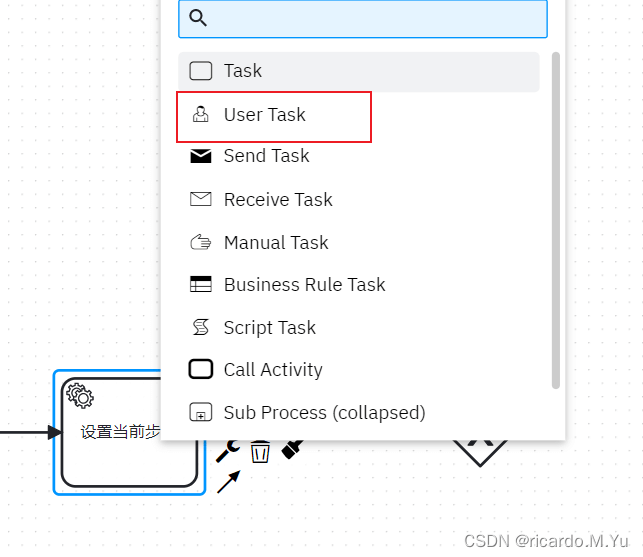 Task
User Task
Send Task
Receive Task
Manual Task
Business Rule Task
Script Task
Call Activity
Sub Process (collapsed)
设置当前步
CSDN @ricardo.M.Yu